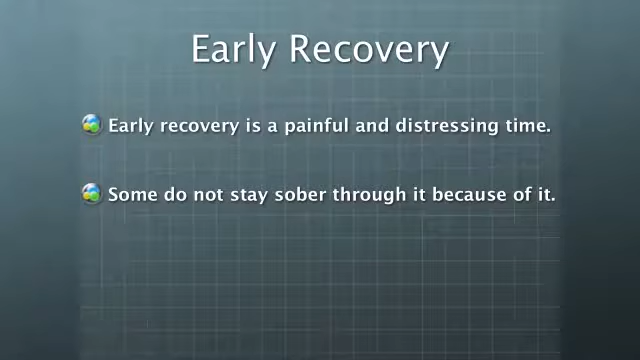 Early Recovery
Early recovery is a painful and distressing time.
Some do not stay sober through it because of it.